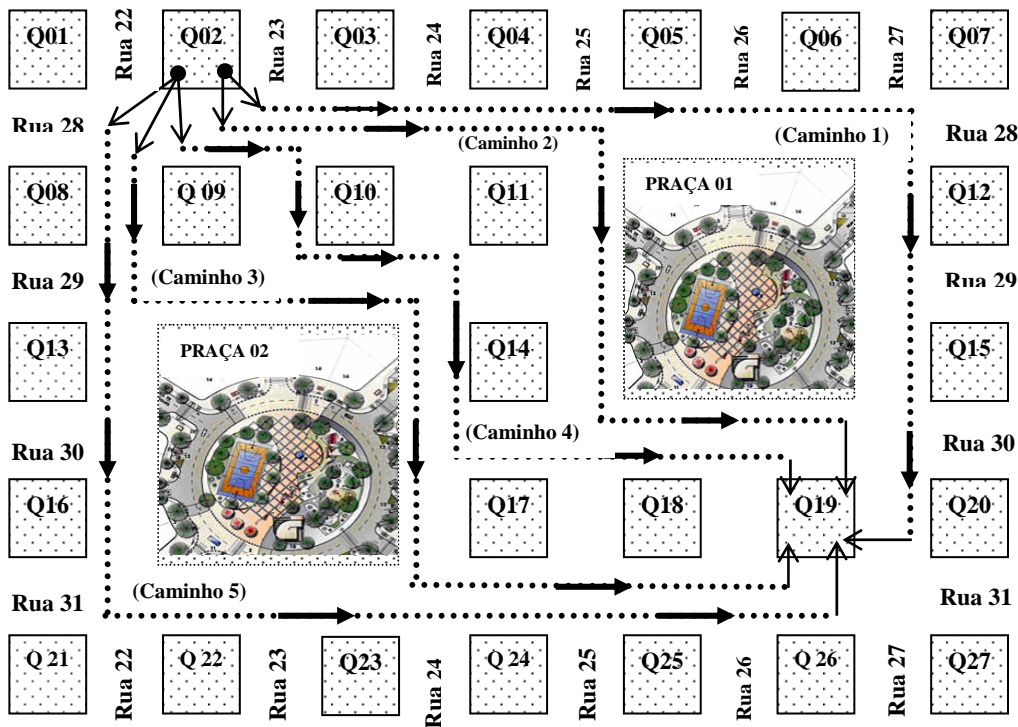 Q01
Rua 22
Q02
Rua 23
Q03
Rua 24
Q04
Rua 25
Q05
Rua 26
Q06
Rua 27
Q07
Rua 28
(Caminho 2)
(Caminho 1)
Rua 28
Q08
Q 09
Q10
Q11
PRAÇA 01
Q12
Rua 29
(Caminho 3)
Rua 29
Q13
PRAÇA 02
Q14
Q15
Rua 30
(Caminho 4)
Rua 30
Q16
Q17
Q18
Q19
Q20
Rua 31
(Caminho 5)
Rua 31
Q 21
Rua 22
Q 22
Rua 23
Q23
Rua 24
Q 24
Rua 25
Q25
Rua 26
Q 26
Rua 27
Q27